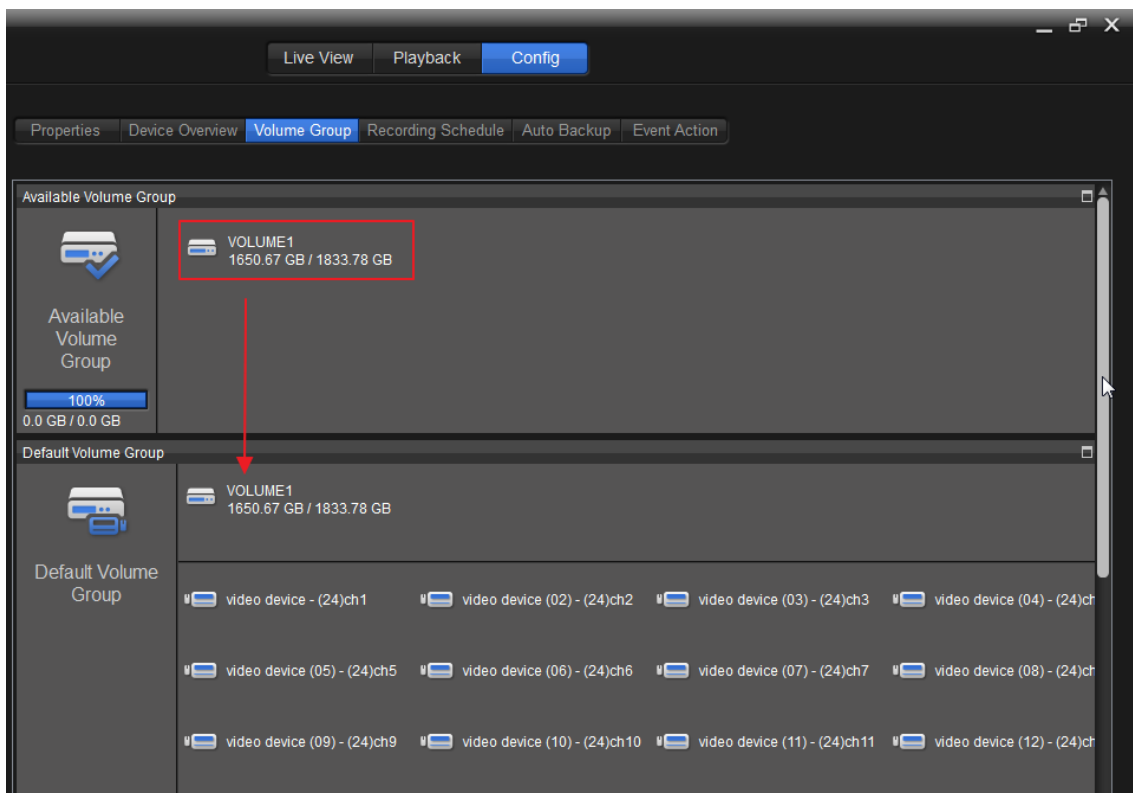 Live View Playback Config
Properties Device Overview Volume Group Recording Schedule Auto Backup Event Action
Available Volume Group
VOLUME1
1650.67 GB / 1833.78 GB
Available
Volume
Group
100%
0.0 GB / 0.0 GB
Default Volume Group
VOLUME1
1650.67 GB / 1833.78 GB
Default Volume
Group
video device - (24)ch1 video device (02) - (24)ch2 video device (03) - (24)ch3 video device (04) - (24)ch
video device (05) - (24)ch5 video device (06) - (24)ch6 video device (07) - (24)ch7 video device (08) - (24)ch
video device (09) - (24)ch9 video device (10) - (24)ch10 video device (11) - (24)ch11 video device (12) - (24)ch